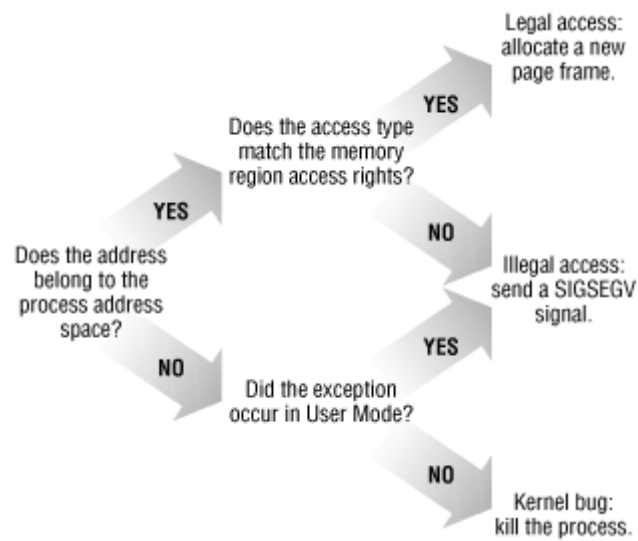 Legal access:
allocate a new
page frame.
YES
Does the access type
match the memory
region access rights?
YES
NO
Does the address
belong to the
process address
space?
Illegal access:
send a SIGSEGV
signal.
YES
NO
Did the exception
occur in User Mode?
NO
Kernel bug:
kill the process.